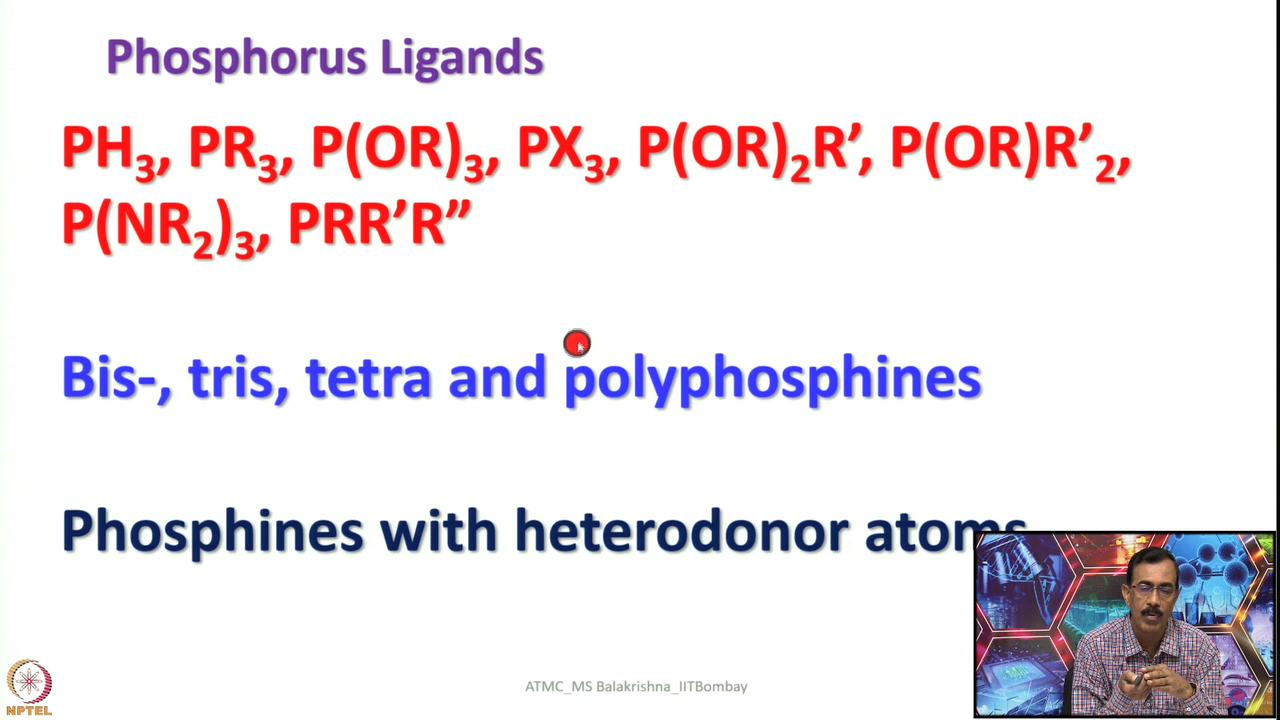 Phosphorus Ligands
PH₃, PR₃, P(OR)₃, PX₃, P(OR)₂R’, P(OR)R’₂,
P(NR₂)₃, PRR’R”
Bis-, tris, tetra and polyphosphines
Phosphines with heterodonor atoms
ATMC_MS Balakrishna_IITBombay
NPTEL